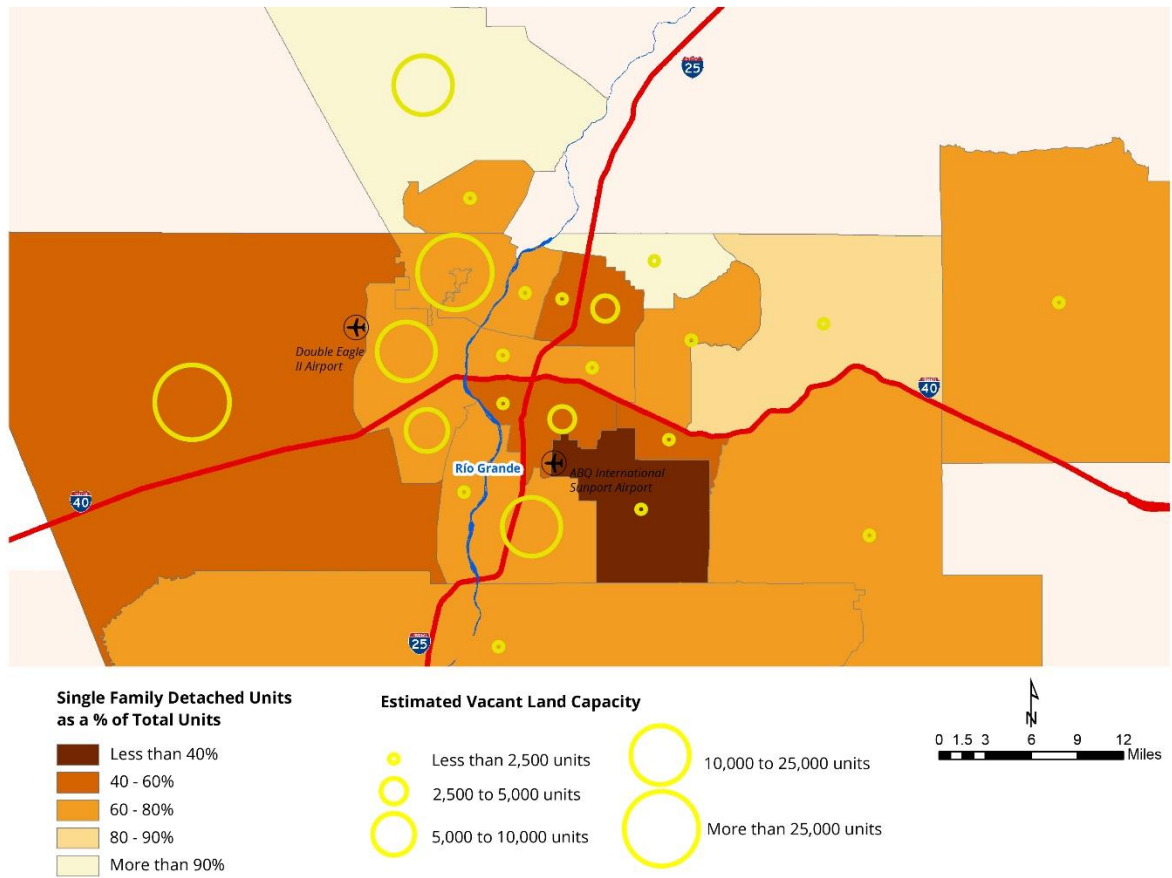 25
Double Eagle
II Airport
40
Río Grande
ABQ International
Sunport Airport
40
25
Single Family Detached Units
as a % of Total Units
Less than 40%
40 - 60%
60 - 80%
80 - 90%
More than 90%
Estimated Vacant Land Capacity
Less than 2,500 units
2,500 to 5,000 units
5,000 to 10,000 units
10,000 to 25,000 units
More than 25,000 units
N
0 1.5 3 6 9 12
Miles